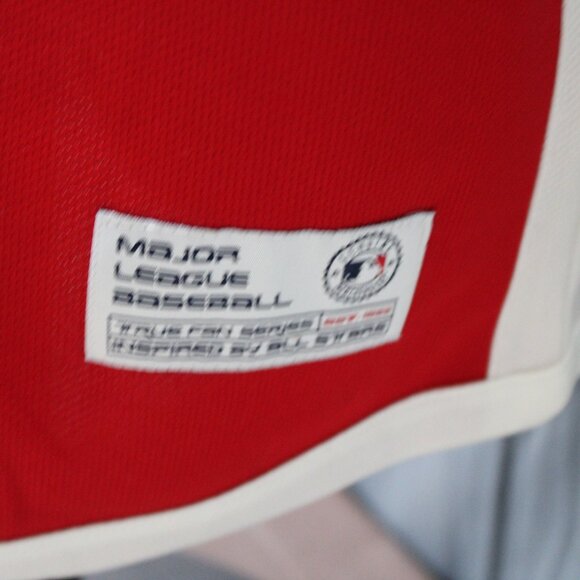 Major
League
Baseball
True Fan Series
Inspired by All Stars